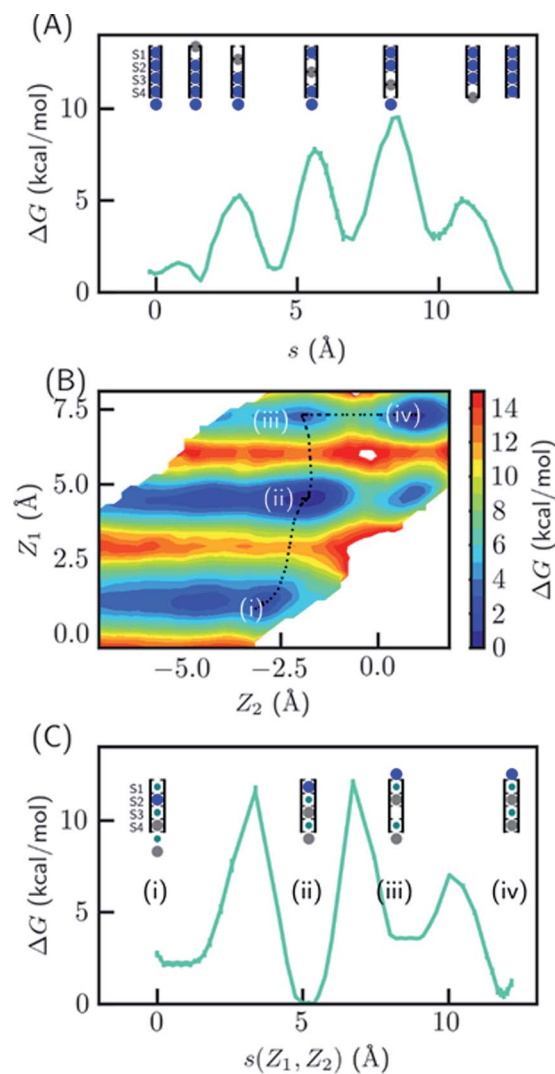 (A)
S1
S2
S3
S4
10
5
0
ΔG (kcal/mol)
0 5 10
s (Å)
(B)
7.5
5.0
2.5
0.0
Z₁ (Å)
(iii) (iv)
(ii)
(i)
−5.0 −2.5 0.0
Z₂ (Å)
14
12
10
8
6
4
2
0
ΔG (kcal/mol)
(C)
S1
S2
S3
S4
10
5
0
ΔG (kcal/mol)
(i) (ii) (iii) (iv)
0 5 10
s(Z₁, Z₂) (Å)